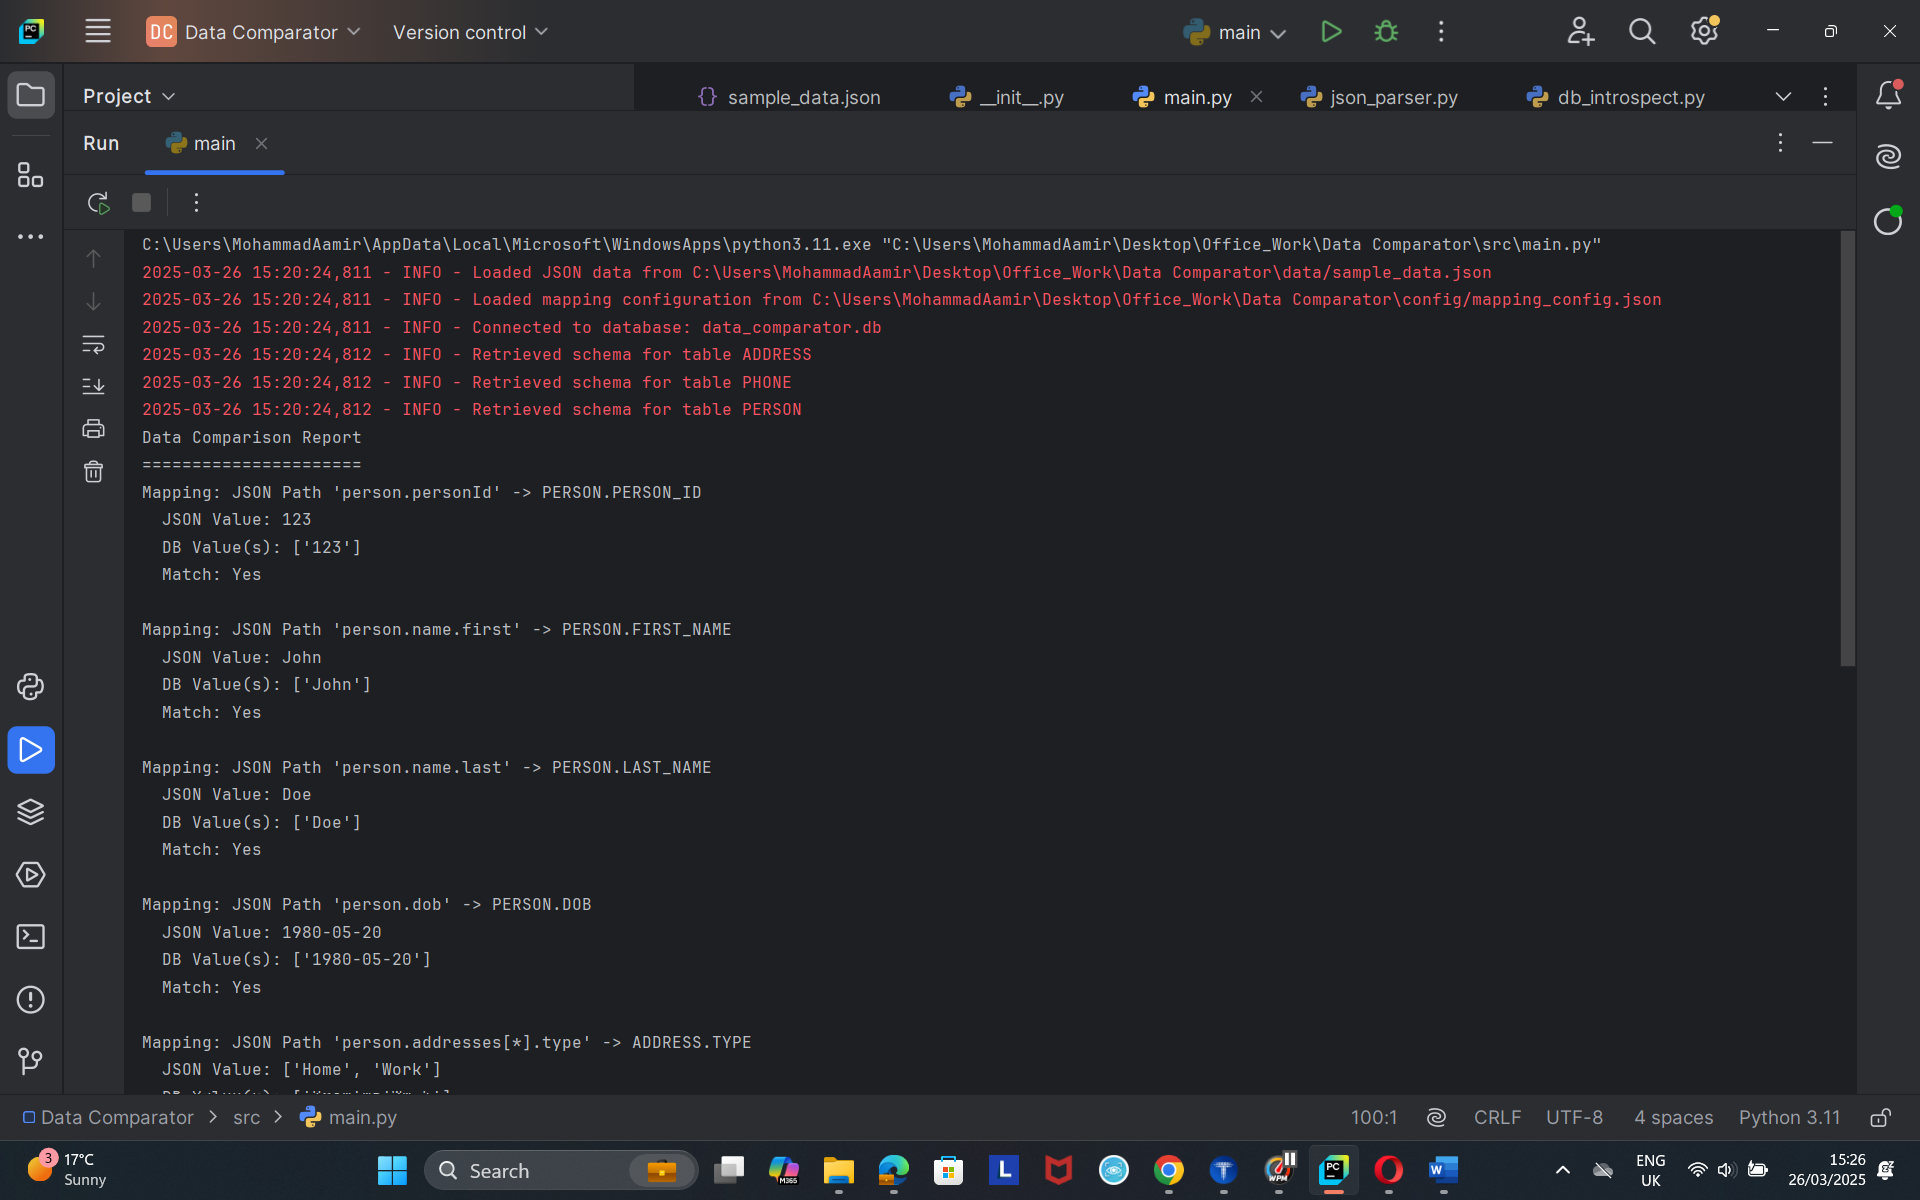 DC Data Comparator Version control main
Project sample_data.json __init__.py main.py json_parser.py db_introspect.py
Run main
C:\Users\MohammadAamir\AppData\Local\Microsoft\WindowsApps\python3.11.exe "C:\Users\MohammadAamir\Desktop\Office_Work\Data Comparator\src\main.py"
2025-03-26 15:20:24,811 - INFO - Loaded JSON data from C:\Users\MohammadAamir\Desktop\Office_Work\Data Comparator\data/sample_data.json
2025-03-26 15:20:24,811 - INFO - Loaded mapping configuration from C:\Users\MohammadAamir\Desktop\Office_Work\Data Comparator\config/mapping_config.json
2025-03-26 15:20:24,811 - INFO - Connected to database: data_comparator.db
2025-03-26 15:20:24,812 - INFO - Retrieved schema for table ADDRESS
2025-03-26 15:20:24,812 - INFO - Retrieved schema for table PHONE
2025-03-26 15:20:24,812 - INFO - Retrieved schema for table PERSON
Data Comparison Report
======================
Mapping: JSON Path 'person.personId' -> PERSON.PERSON_ID
JSON Value: 123
DB Value(s): ['123']
Match: Yes
Mapping: JSON Path 'person.name.first' -> PERSON.FIRST_NAME
JSON Value: John
DB Value(s): ['John']
Match: Yes
Mapping: JSON Path 'person.name.last' -> PERSON.LAST_NAME
JSON Value: Doe
DB Value(s): ['Doe']
Match: Yes
Mapping: JSON Path 'person.dob' -> PERSON.DOB
JSON Value: 1980-05-20
DB Value(s): ['1980-05-20']
Match: Yes
Mapping: JSON Path 'person.addresses[*].type' -> ADDRESS.TYPE
JSON Value: ['Home', 'Work']
Data Comparator > src > main.py 100:1 CRLF UTF-8 4 spaces Python 3.11
3 17°C
Sunny
Search
M365
L
WPM
PC
W
ENG
UK
15:26
26/03/2025